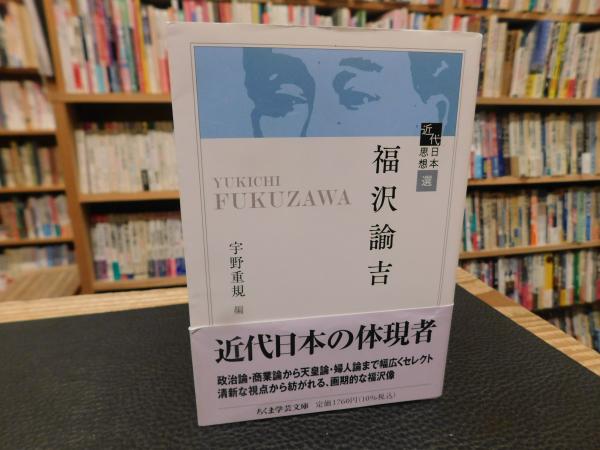 近代日本思想選
福沢諭吉
YUKICHI
FUKUZAWA
宇野重規 編
近代日本の体現者
政治論・商業論から天皇論・婦人論まで幅広くセレクト
清新な視点から紡がれる、画期的な福沢像
ちくま学芸文庫 定価1760円(10%税込)